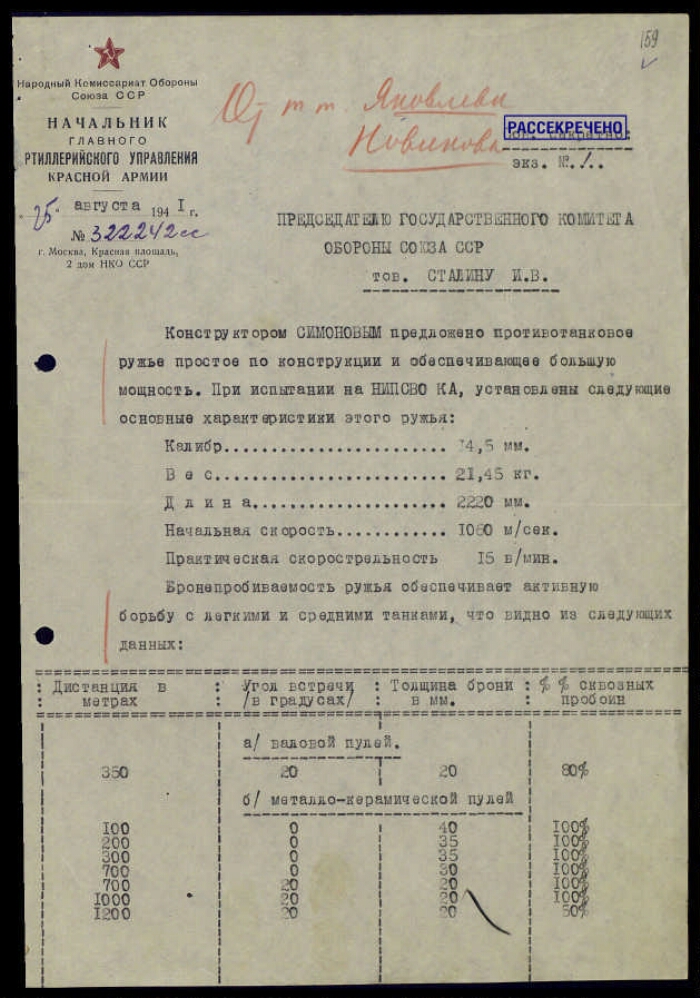 159
Народный Комиссариат Обороны
Союза ССР
НАЧАЛЬНИК
ГЛАВНОГО
РТИЛЛЕРИЙСКОГО УПРАВЛЕНИЯ
КРАСНОЙ АРМИИ
"25" августа 1941 г.
№ 322242сс
г. Москва, Красная площадь,
2 дом НКО ССР
От т т. Яковлева
Новикова
РАССЕКРЕЧЕНО
экз. №.1..
ПРЕДСЕДАТЕЛЮ ГОСУДАРСТВЕННОГО КОМИТЕТА
ОБОРОНЫ СОЮЗА ССР
тов. СТАЛИНУ И.В.
Конструктором СИМОНОВЫМ предложено противотанковое
ружье простое по конструкции и обеспечивающее большую
мощность. При испытании на НИПСВО КА, установлены следующие
основные характеристики этого ружья:
Калибр........................ 14,5 мм.
В е с......................... 21,45 кг.
Д л и н а..................... 2220 мм.
Начальная скорость............ 1060 м/сек.
Практическая скорострельность 15 в/мин.
Бронепробиваемость ружья обеспечивает активную
борьбу с легкими и средними танками, что видно из следующих
данных:
: Дистанция в : Угол встречи : Толщина брони : % % сквозных
: метрах : /в градусах/ : в мм. : пробоин
а/ валовой пулей.
350 20 20 80%
б/ металло-керамической пулей
100 0 40 100%
200 0 35 100%
300 0 35 100%
700 0 30 100%
700 20 20 100%
1000 20 20 100%
1200 20 20 50%